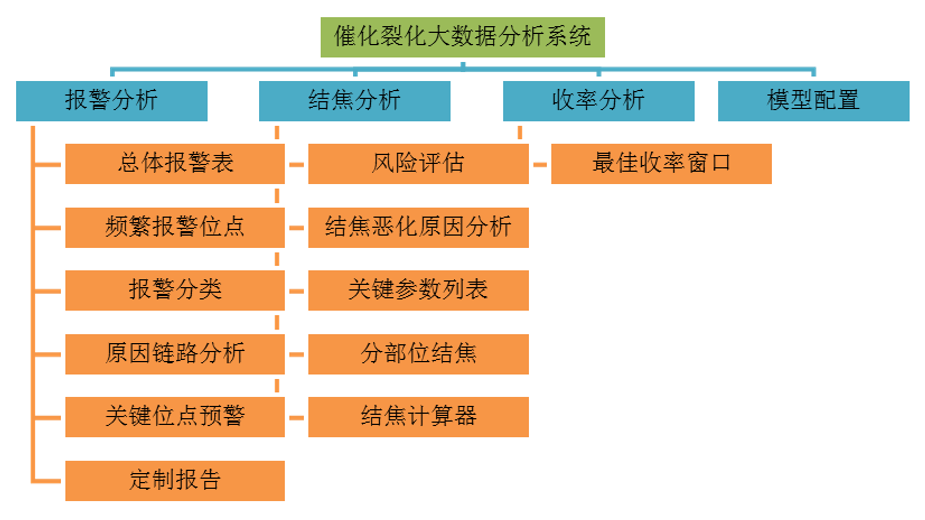 催化裂化大数据分析系统
报警分析
结焦分析
收率分析
模型配置
总体报警表
风险评估
最佳收率窗口
频繁报警位点
结焦恶化原因分析
报警分类
关键参数列表
原因链路分析
分部位结焦
关键位点预警
结焦计算器
定制报告